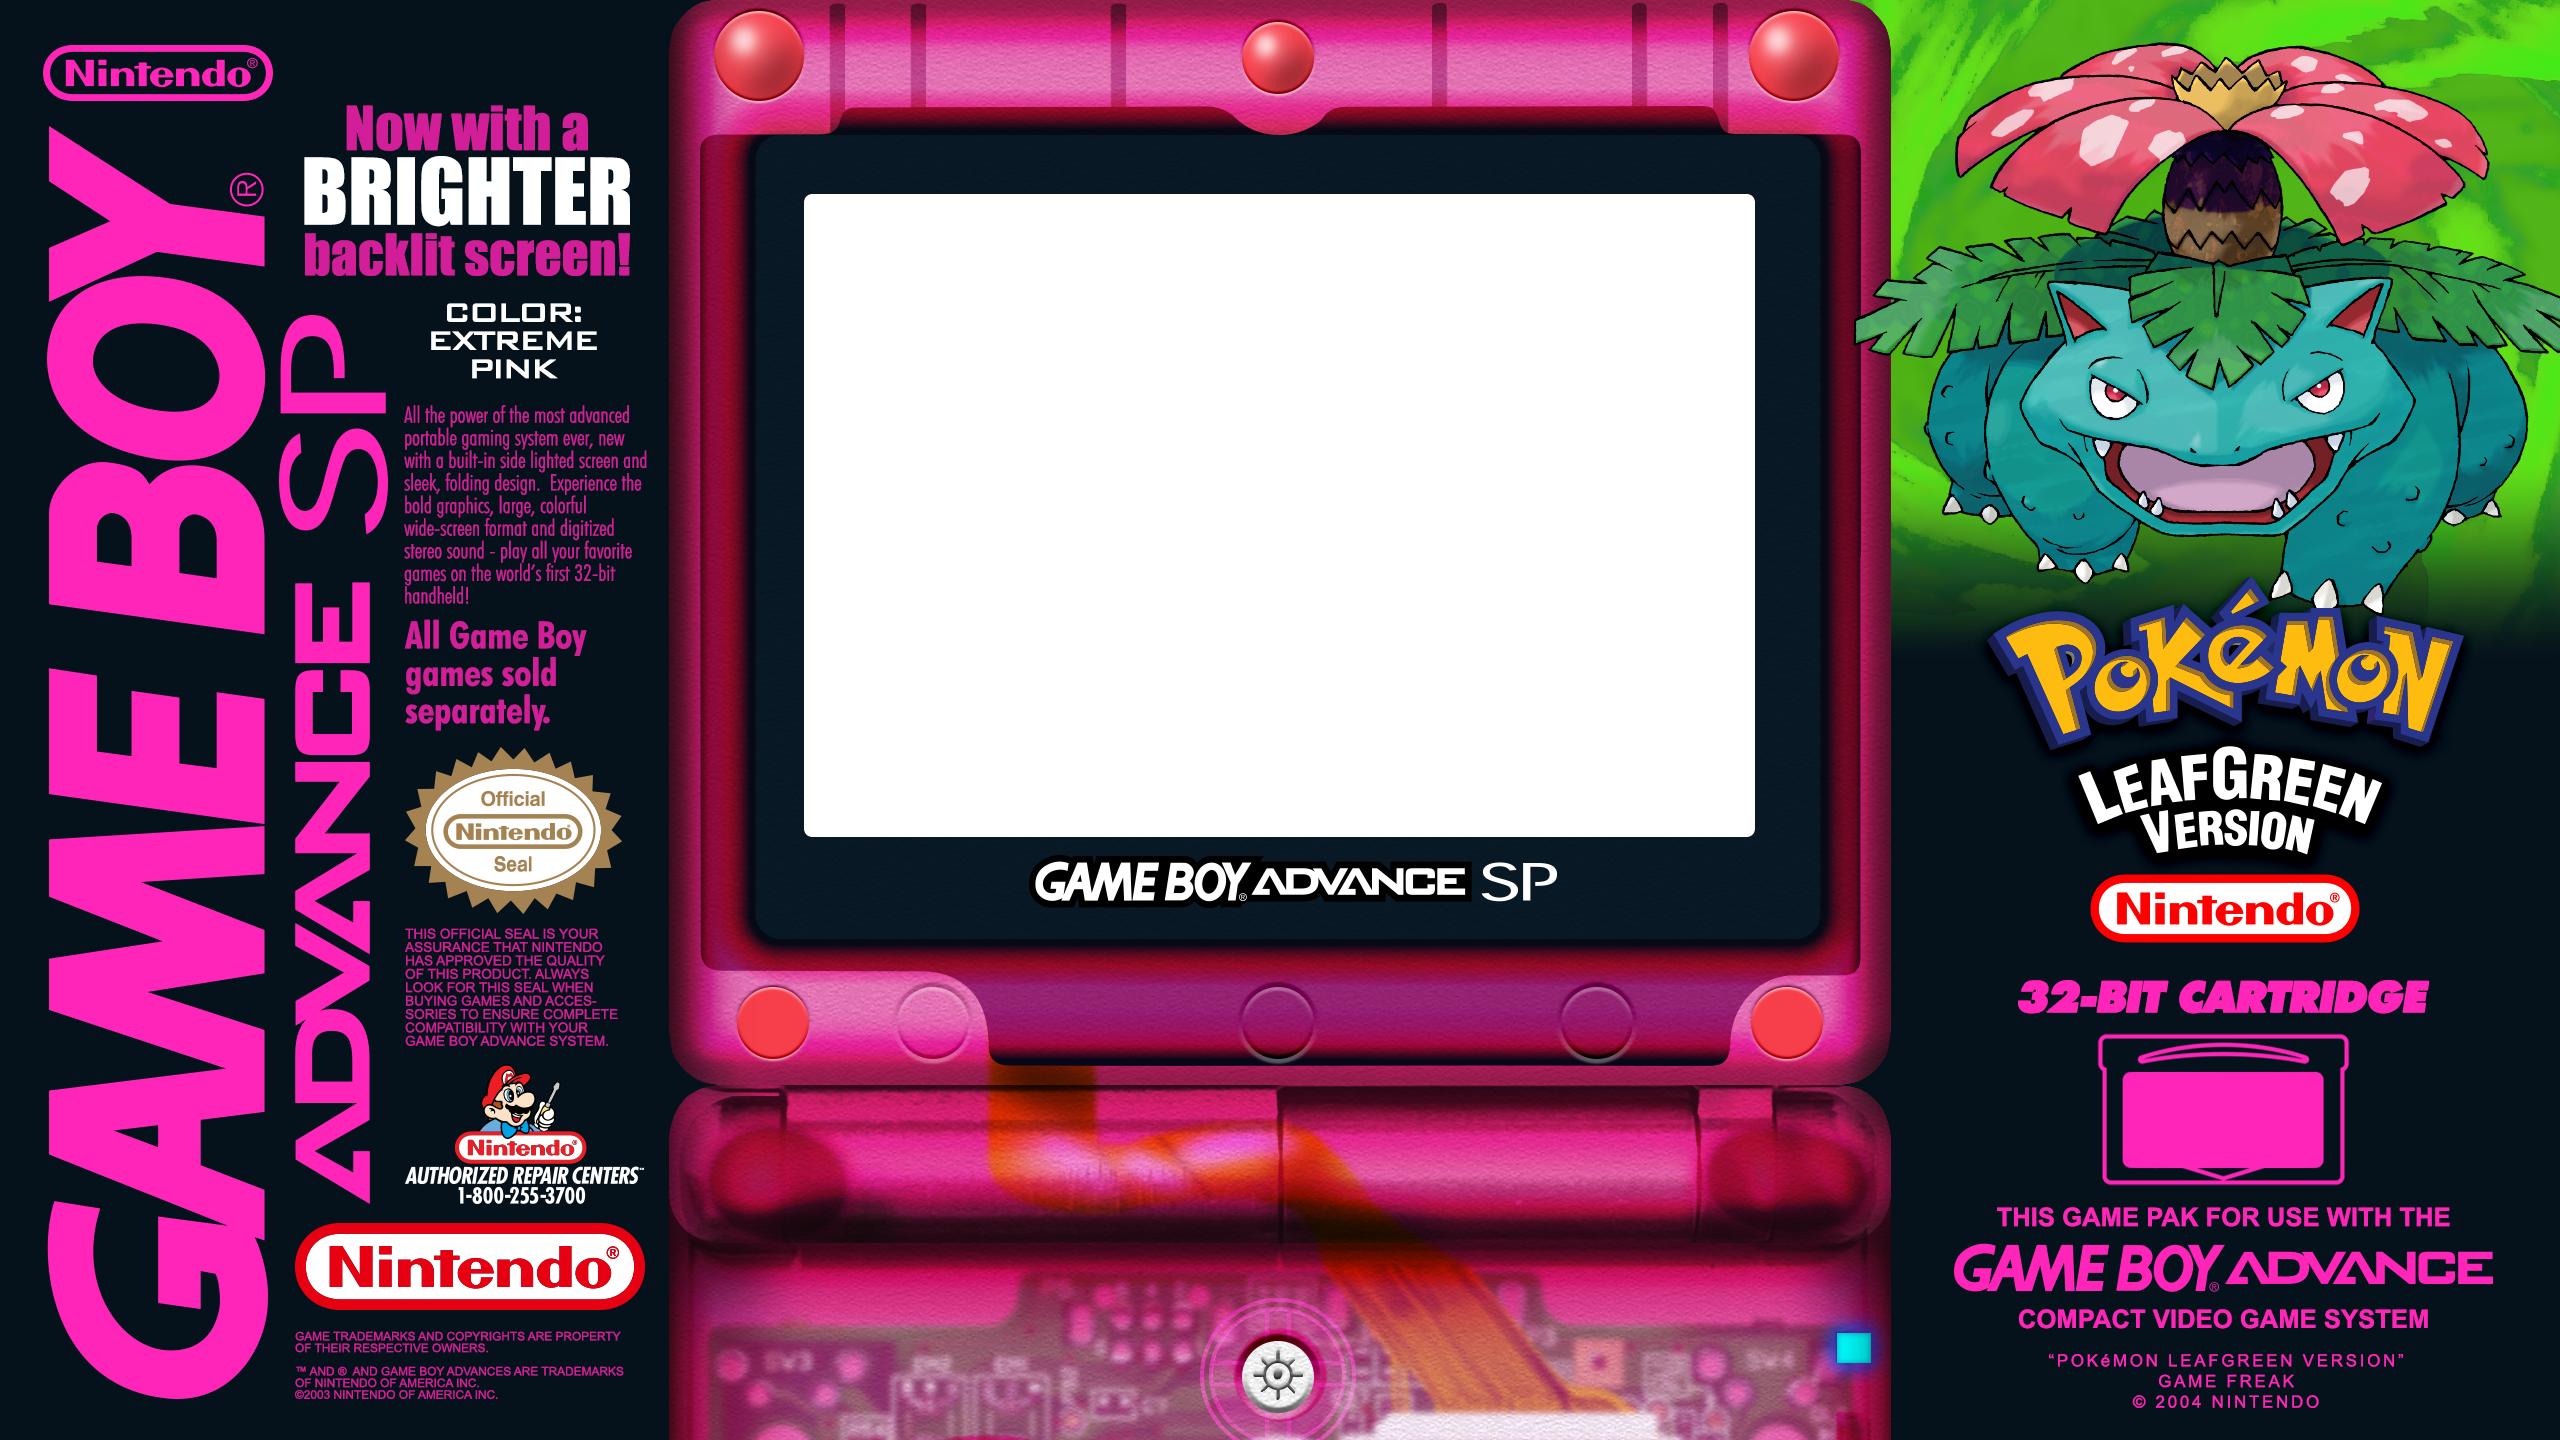 Nintendo®
GAME BOY®
ADVANCE SP
Now with a
BRIGHTER
backlit screen!
COLOR:
EXTREME
PINK
All the power of the most advanced
portable gaming system ever, new
with a built-in side lighted screen and
sleek, folding design.  Experience the
bold graphics, large, colorful
wide-screen format and digitized
stereo sound - play all your favorite
games on the world's first 32-bit
handheld!
All Game Boy
games sold
separately.
Official
Nintendo®
Seal
THIS OFFICIAL SEAL IS YOUR
ASSURANCE THAT NINTENDO
HAS APPROVED THE QUALITY
OF THIS PRODUCT. ALWAYS
LOOK FOR THIS SEAL WHEN
BUYING GAMES AND ACCES-
SORIES TO ENSURE COMPLETE
COMPATIBILITY WITH YOUR
GAME BOY ADVANCE SYSTEM.
M
Nintendo®
AUTHORIZED REPAIR CENTERS™
1-800-255-3700
Nintendo®
GAME TRADEMARKS AND COPYRIGHTS ARE PROPERTY
OF THEIR RESPECTIVE OWNERS.
™ AND ® AND GAME BOY ADVANCES ARE TRADEMARKS
OF NINTENDO OF AMERICA INC.
©2003 NINTENDO OF AMERICA INC.
GAME BOY® ADVANCE SP
POKéMON
LEAFGREEN
VERSION
Nintendo®
32-BIT CARTRIDGE
THIS GAME PAK FOR USE WITH THE
GAME BOY® ADVANCE
COMPACT VIDEO GAME SYSTEM
"POKéMON LEAFGREEN VERSION"
GAME FREAK
© 2004 NINTENDO